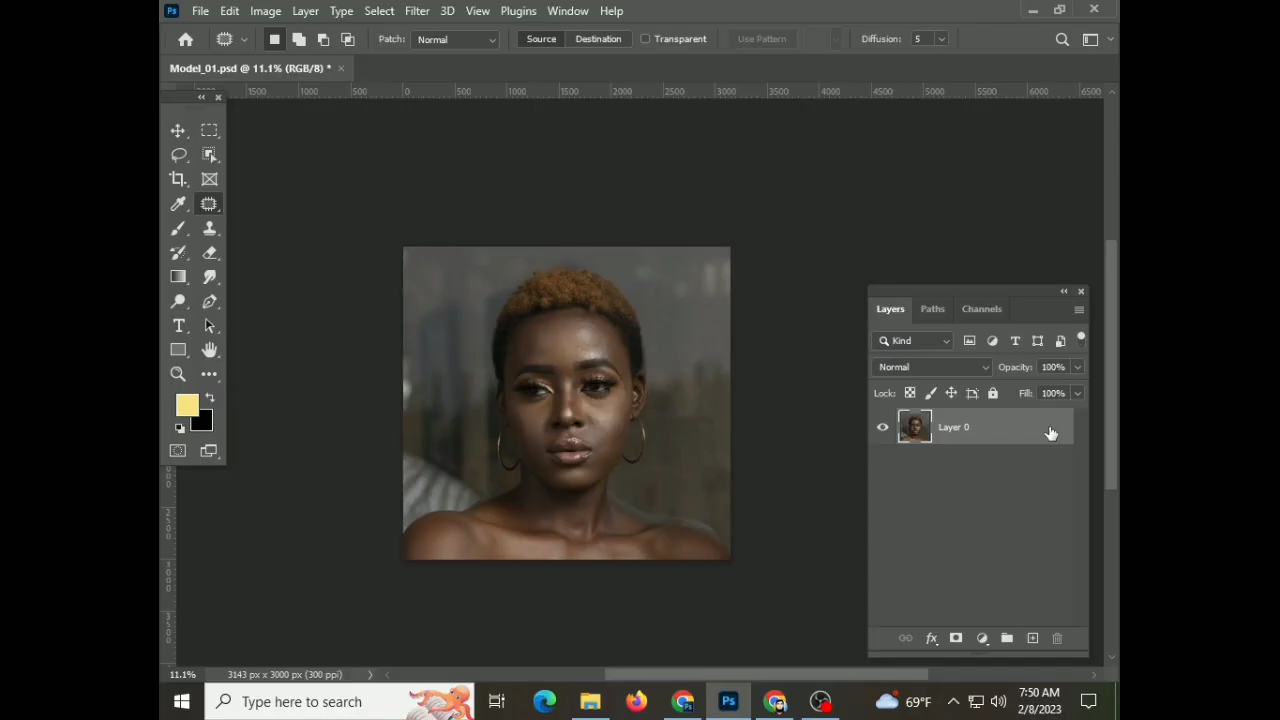 Ps File Edit Image Layer Type Select Filter 3D View Plugins Window Help
Patch: Normal Source Destination Transparent Use Pattern Diffusion: 5
Model_01.psd @ 11.1% (RGB/8) *
1500 1000 500 0 500 1000 1500 2000 2500 3000 3500 4000 4500 5000 5500 6000 6500
Layers Paths Channels
Kind
Normal Opacity: 100%
Lock: Fill: 100%
Layer 0
fx
11.1% 3143 px x 3000 px (300 ppi)
Type here to search
Ps
69°F
7:50 AM
2/8/2023